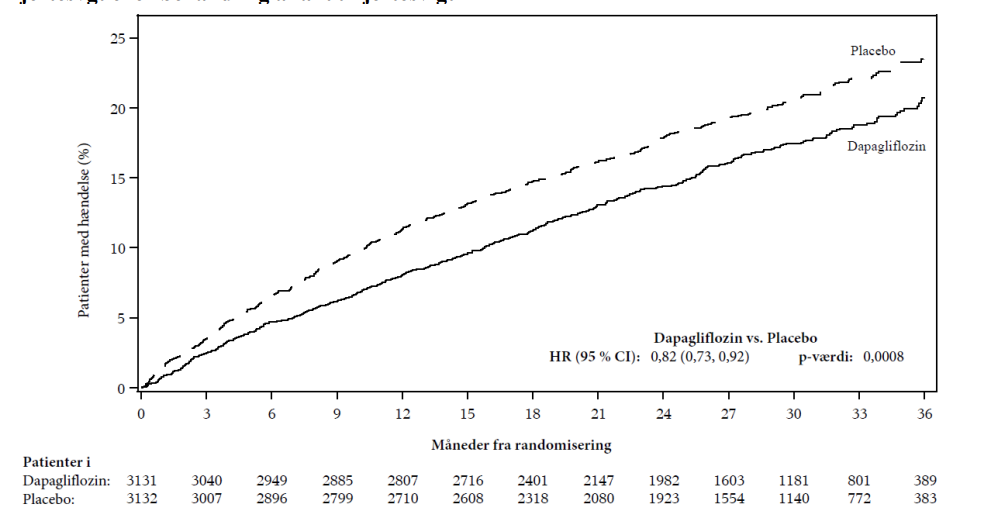 25
Placebo
20
Dapagliflozin
15
Patienter med hændelse (%)
10
5
Dapagliflozin vs. Placebo
HR (95 % CI): 0,82 (0,73, 0,92) p-værdi: 0,0008
0
0 3 6 9 12 15 18 21 24 27 30 33 36
Måneder fra randomisering
Patienter i
Dapagliflozin: 3131 3040 2949 2885 2807 2716 2401 2147 1982 1603 1181 801 389
Placebo: 3132 3007 2896 2799 2710 2608 2318 2080 1923 1554 1140 772 383